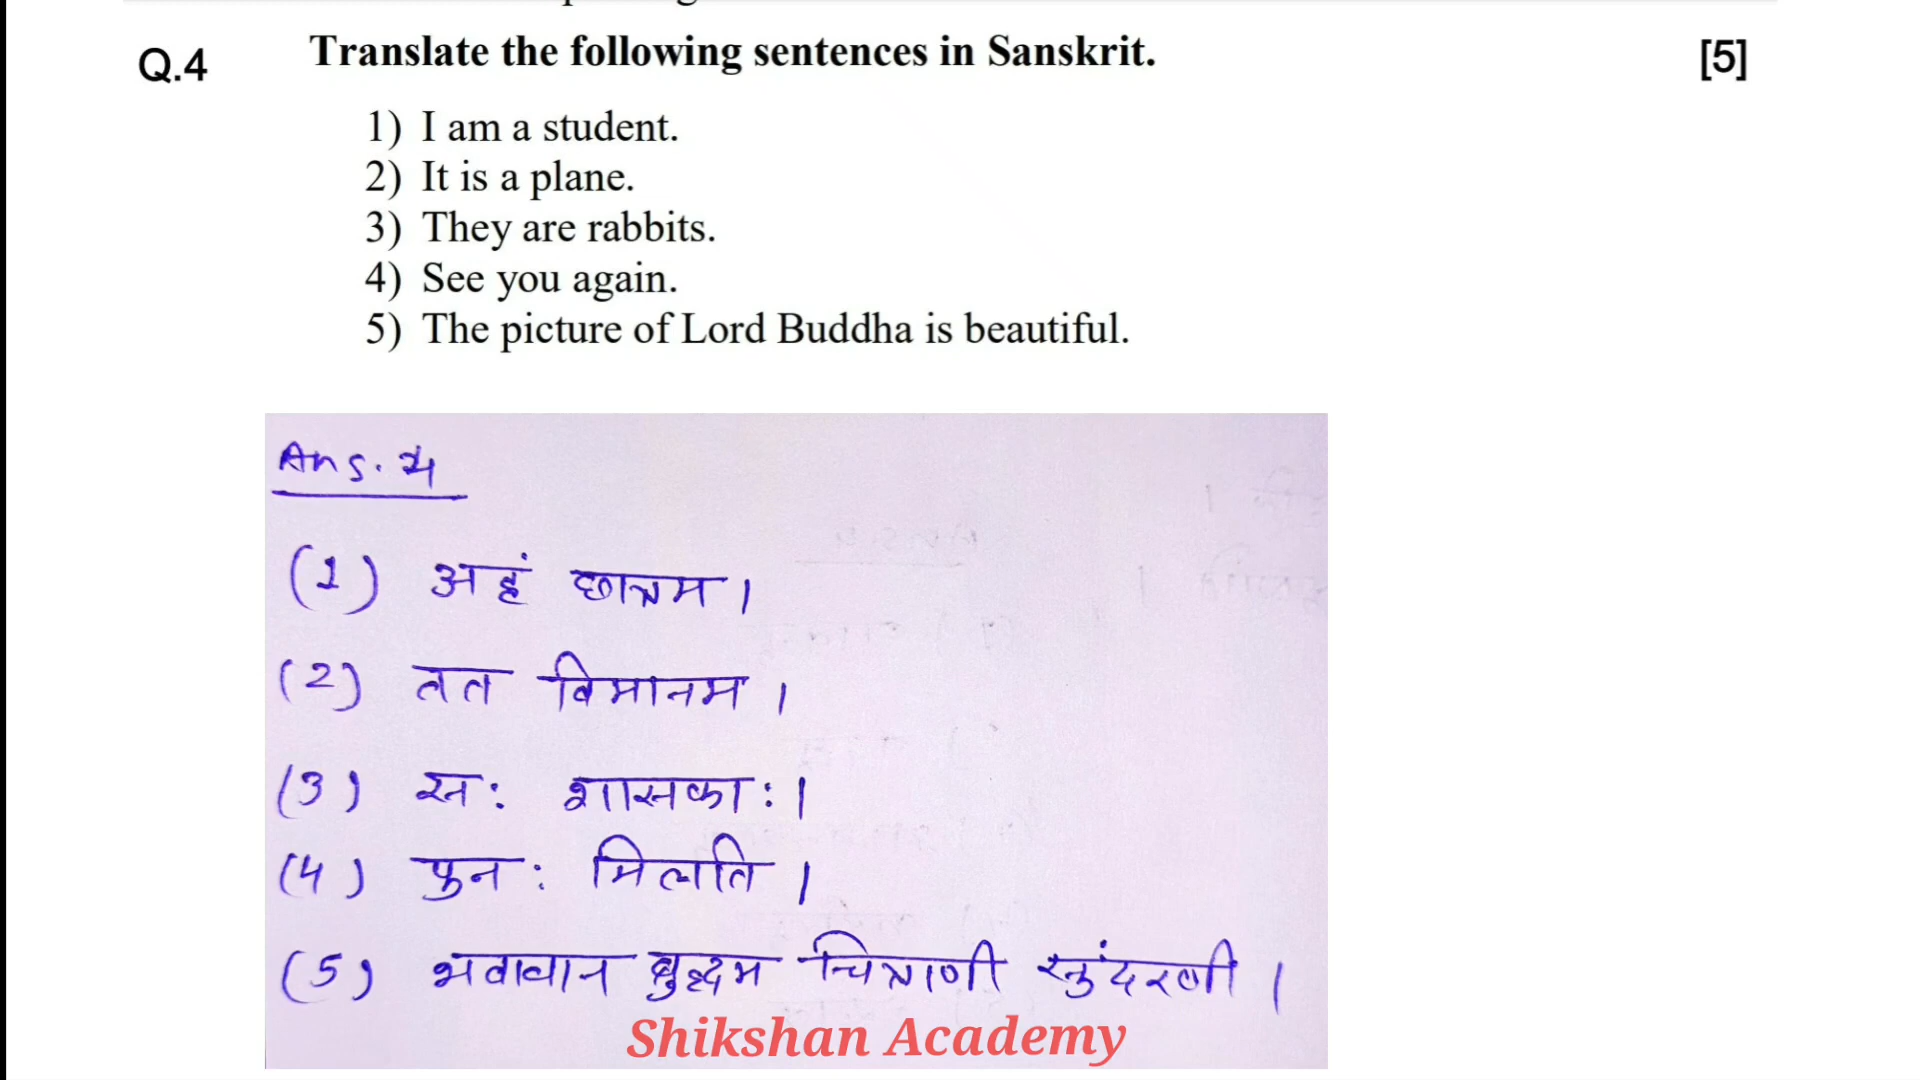 Q.4 Translate the following sentences in Sanskrit. [5]
1) I am a student.
2) It is a plane.
3) They are rabbits.
4) See you again.
5) The picture of Lord Buddha is beautiful.
Ans. 4
(1) अहं छात्रम ।
(2) तत विमानम ।
(3) सः शासकाः ।
(4) पुनः मिलति ।
(5) भगवान बुद्धम चित्राणी सुंदरणी ।
Shikshan Academy